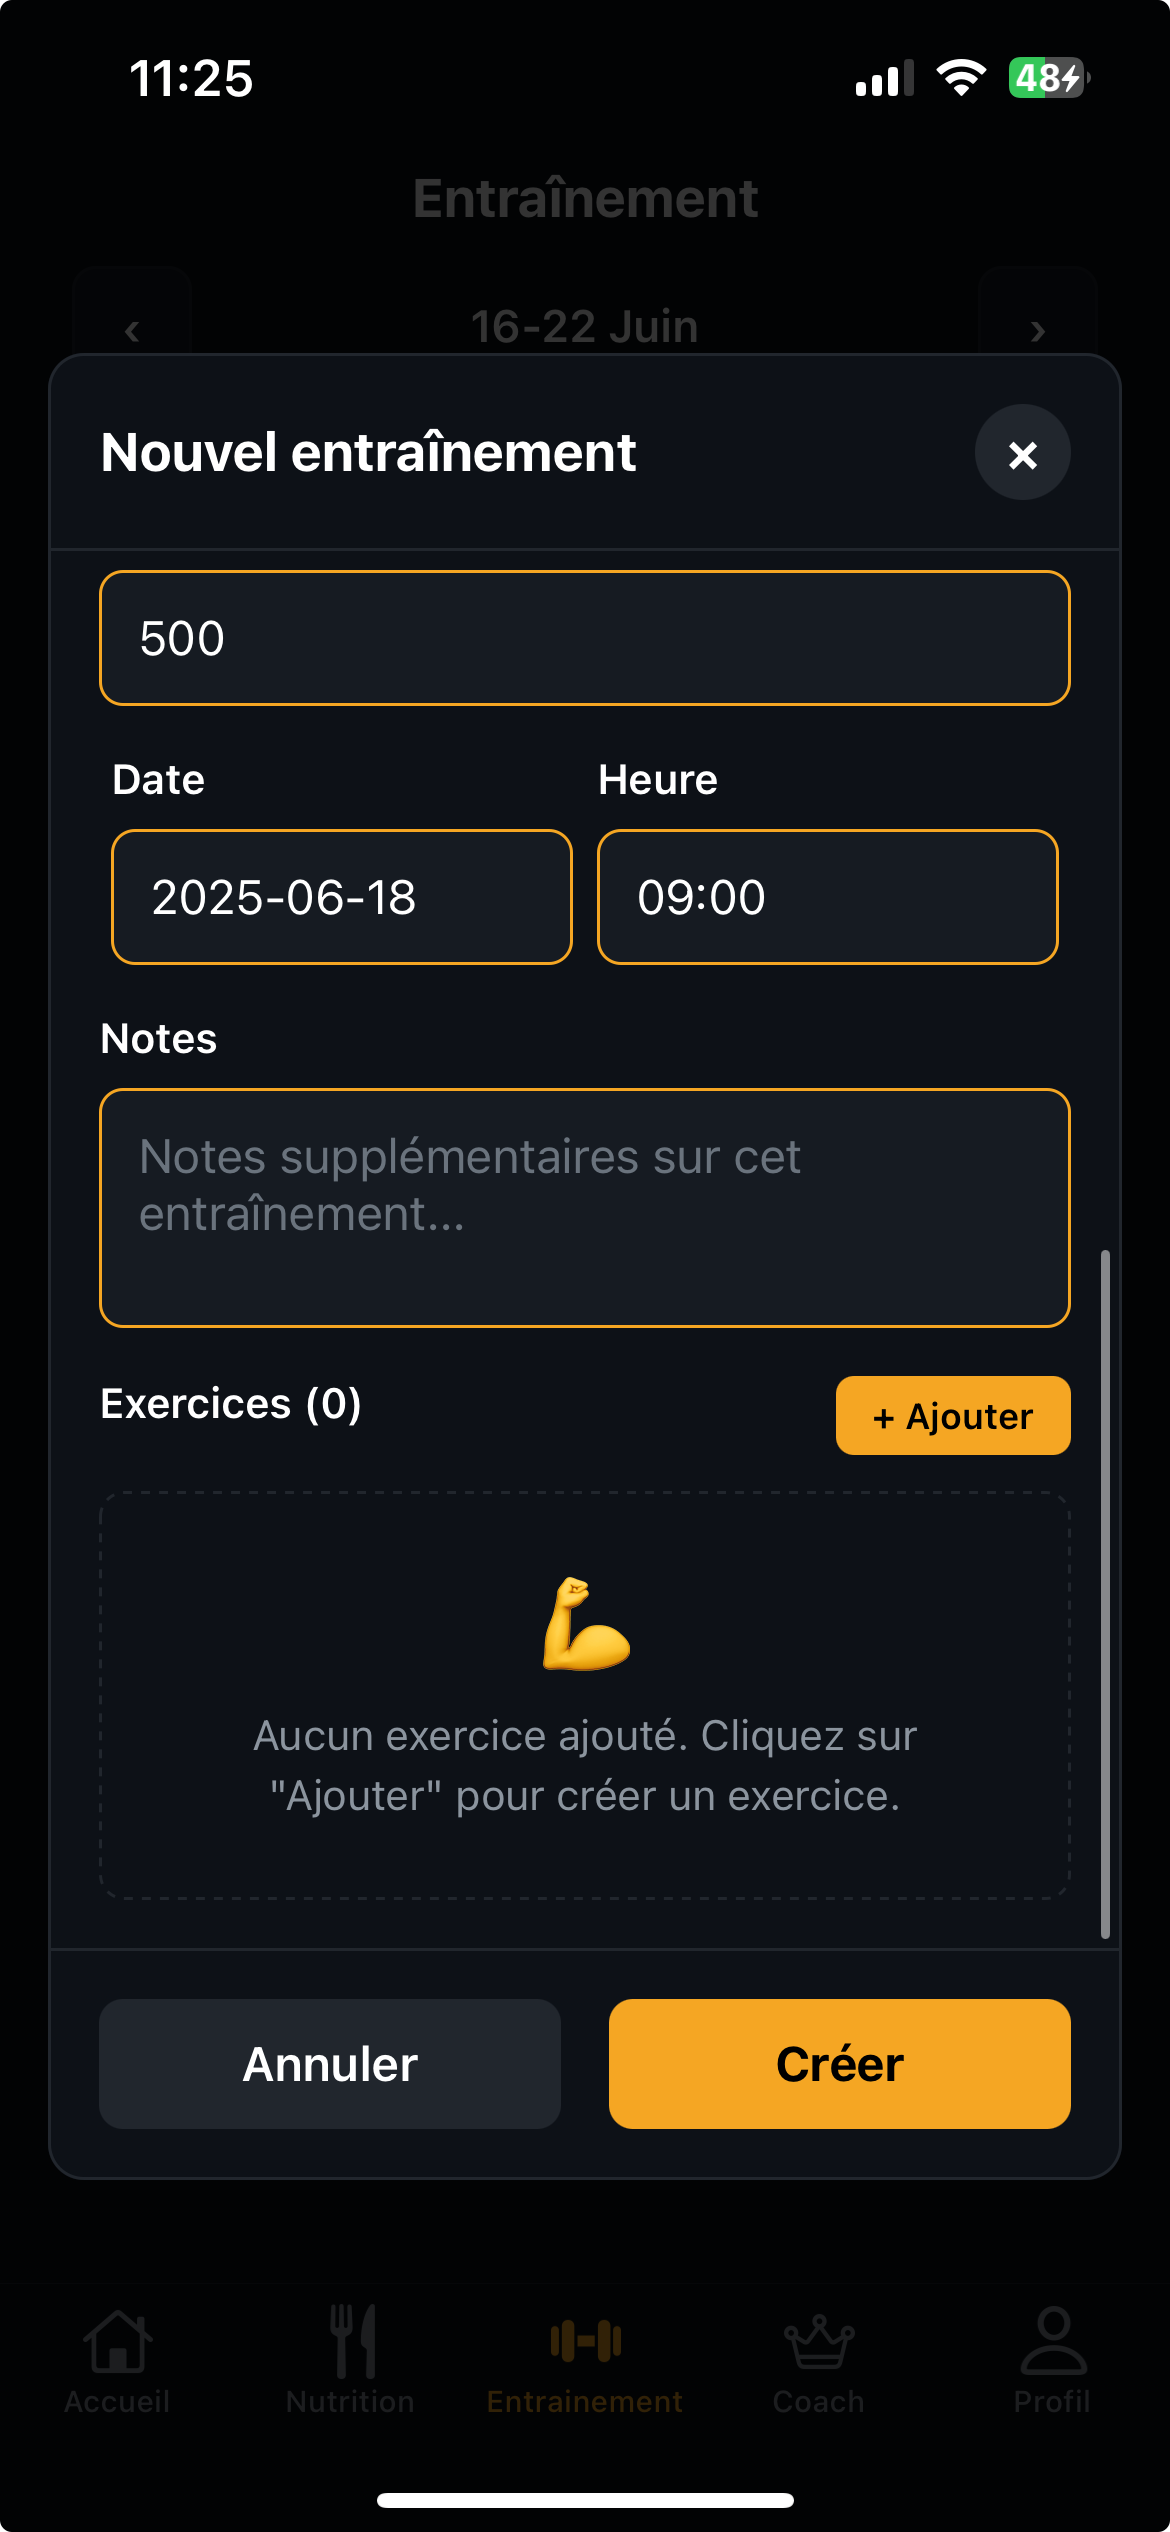 11:25
48
Entraînement
‹
16-22 Juin
›
Nouvel entraînement
×
500
Date
Heure
2025-06-18
09:00
Notes
Notes supplémentaires sur cet
entraînement...
Exercices (0)
+ Ajouter
Aucun exercice ajouté. Cliquez sur
"Ajouter" pour créer un exercice.
Annuler
Créer
Accueil
Nutrition
Entrainement
Coach
Profil